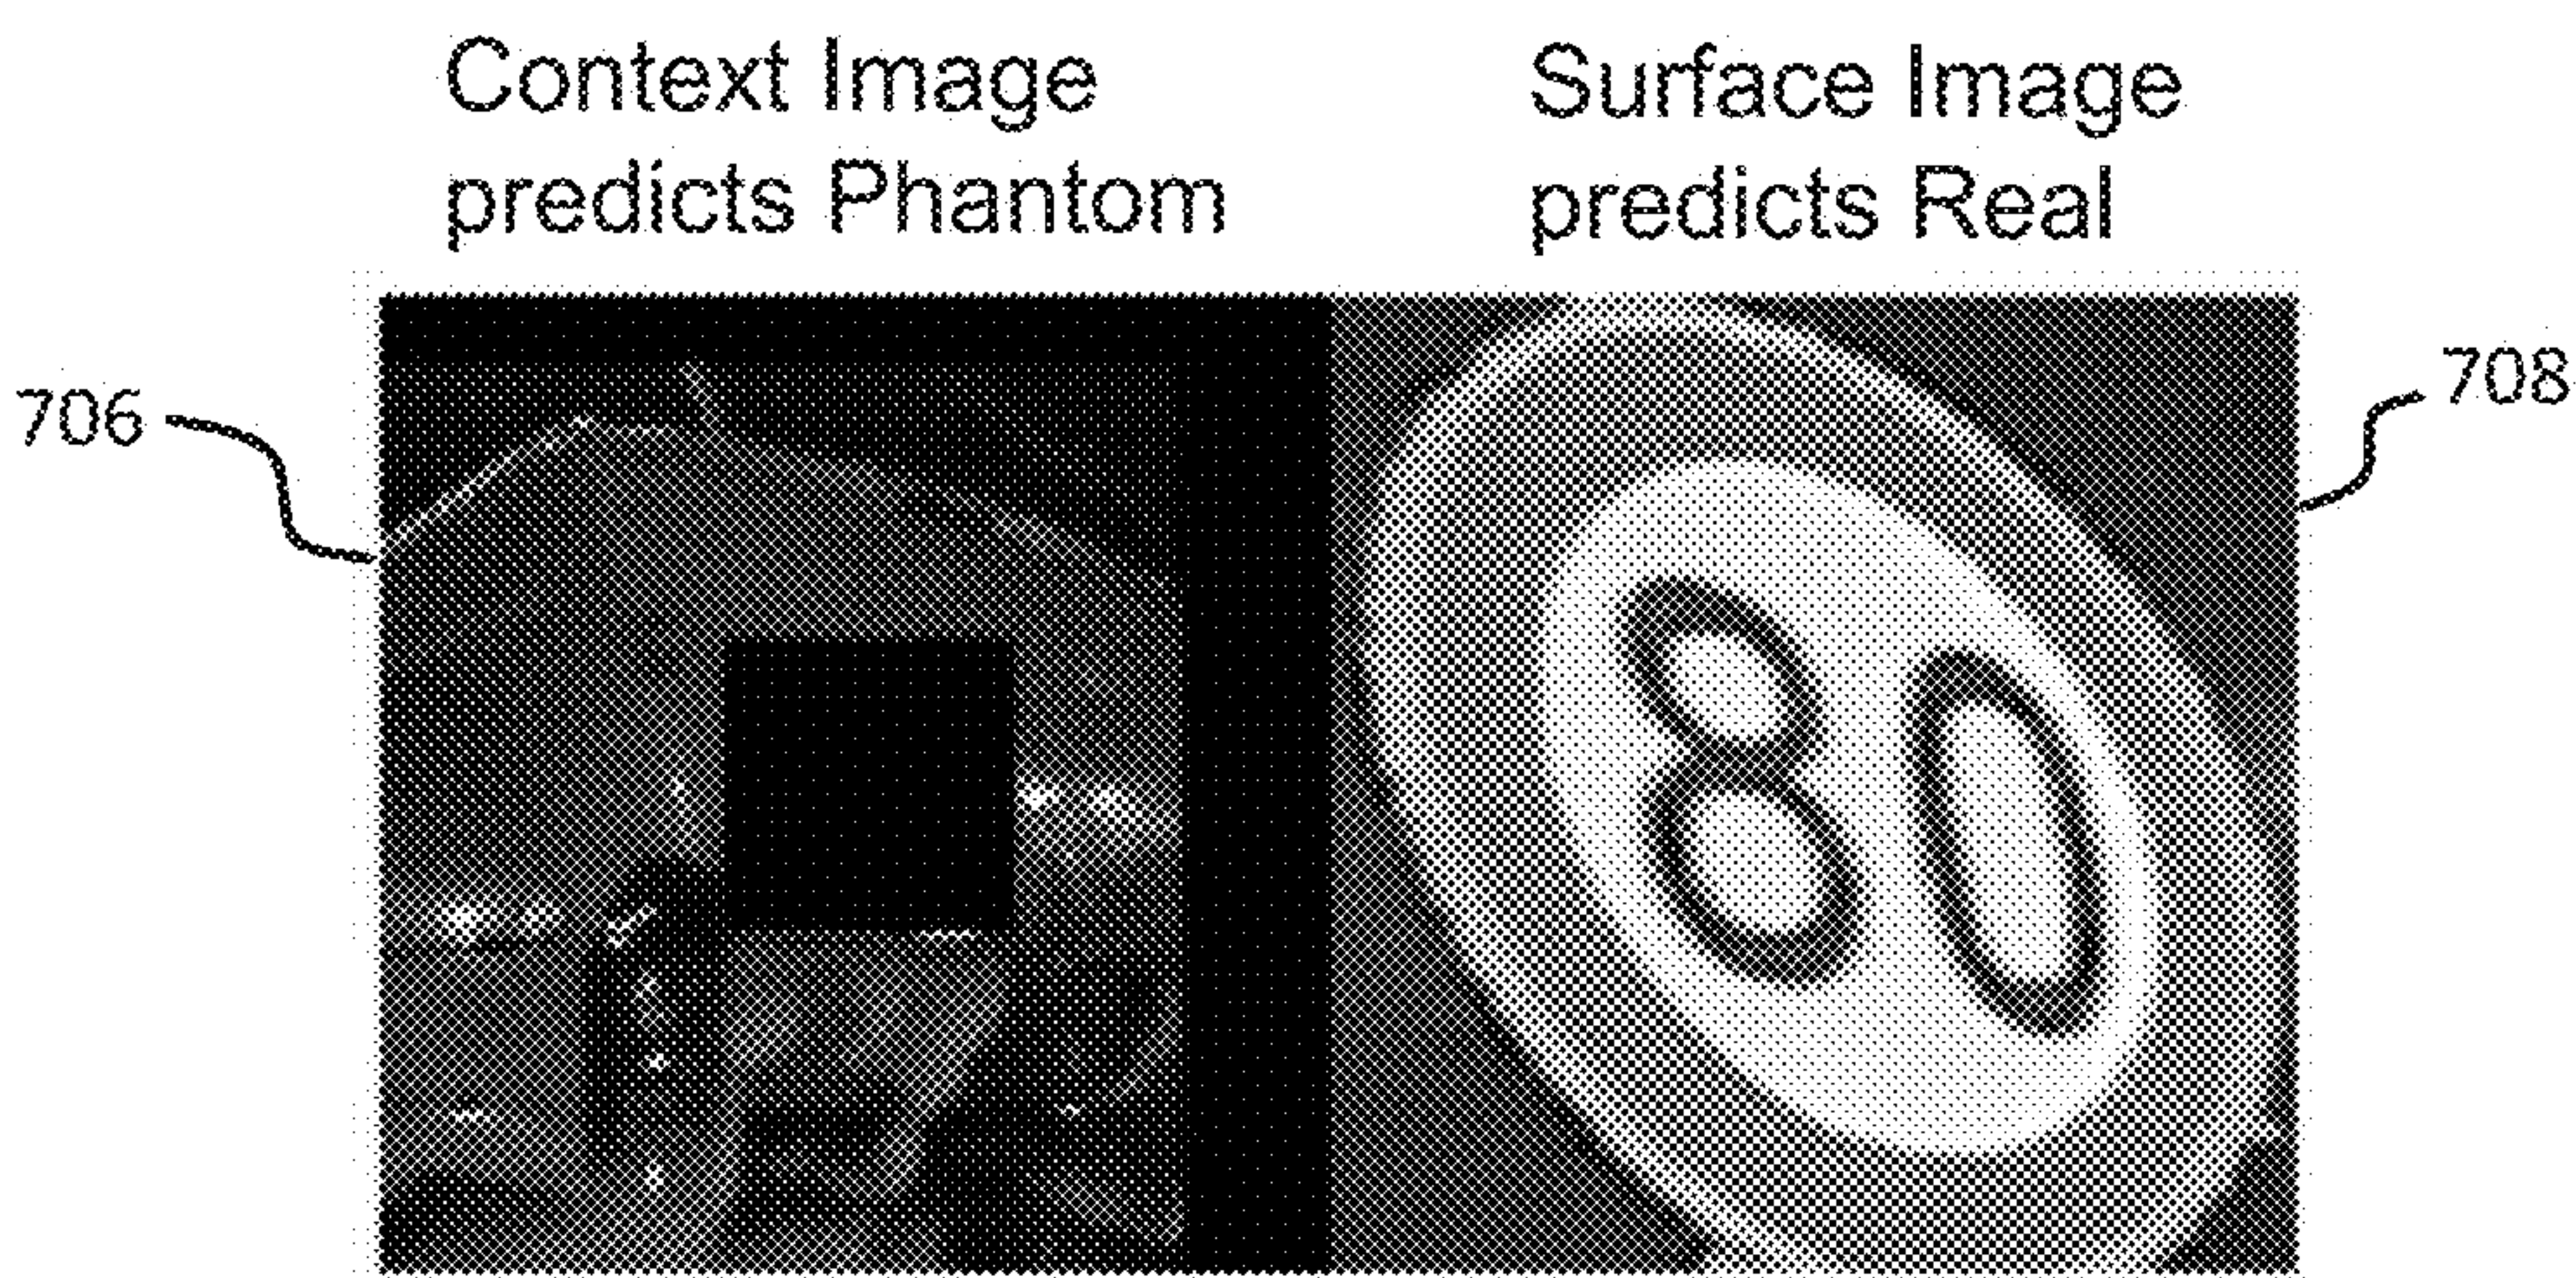 Context Image
predicts Phantom
Surface Image
predicts Real
706
708
80